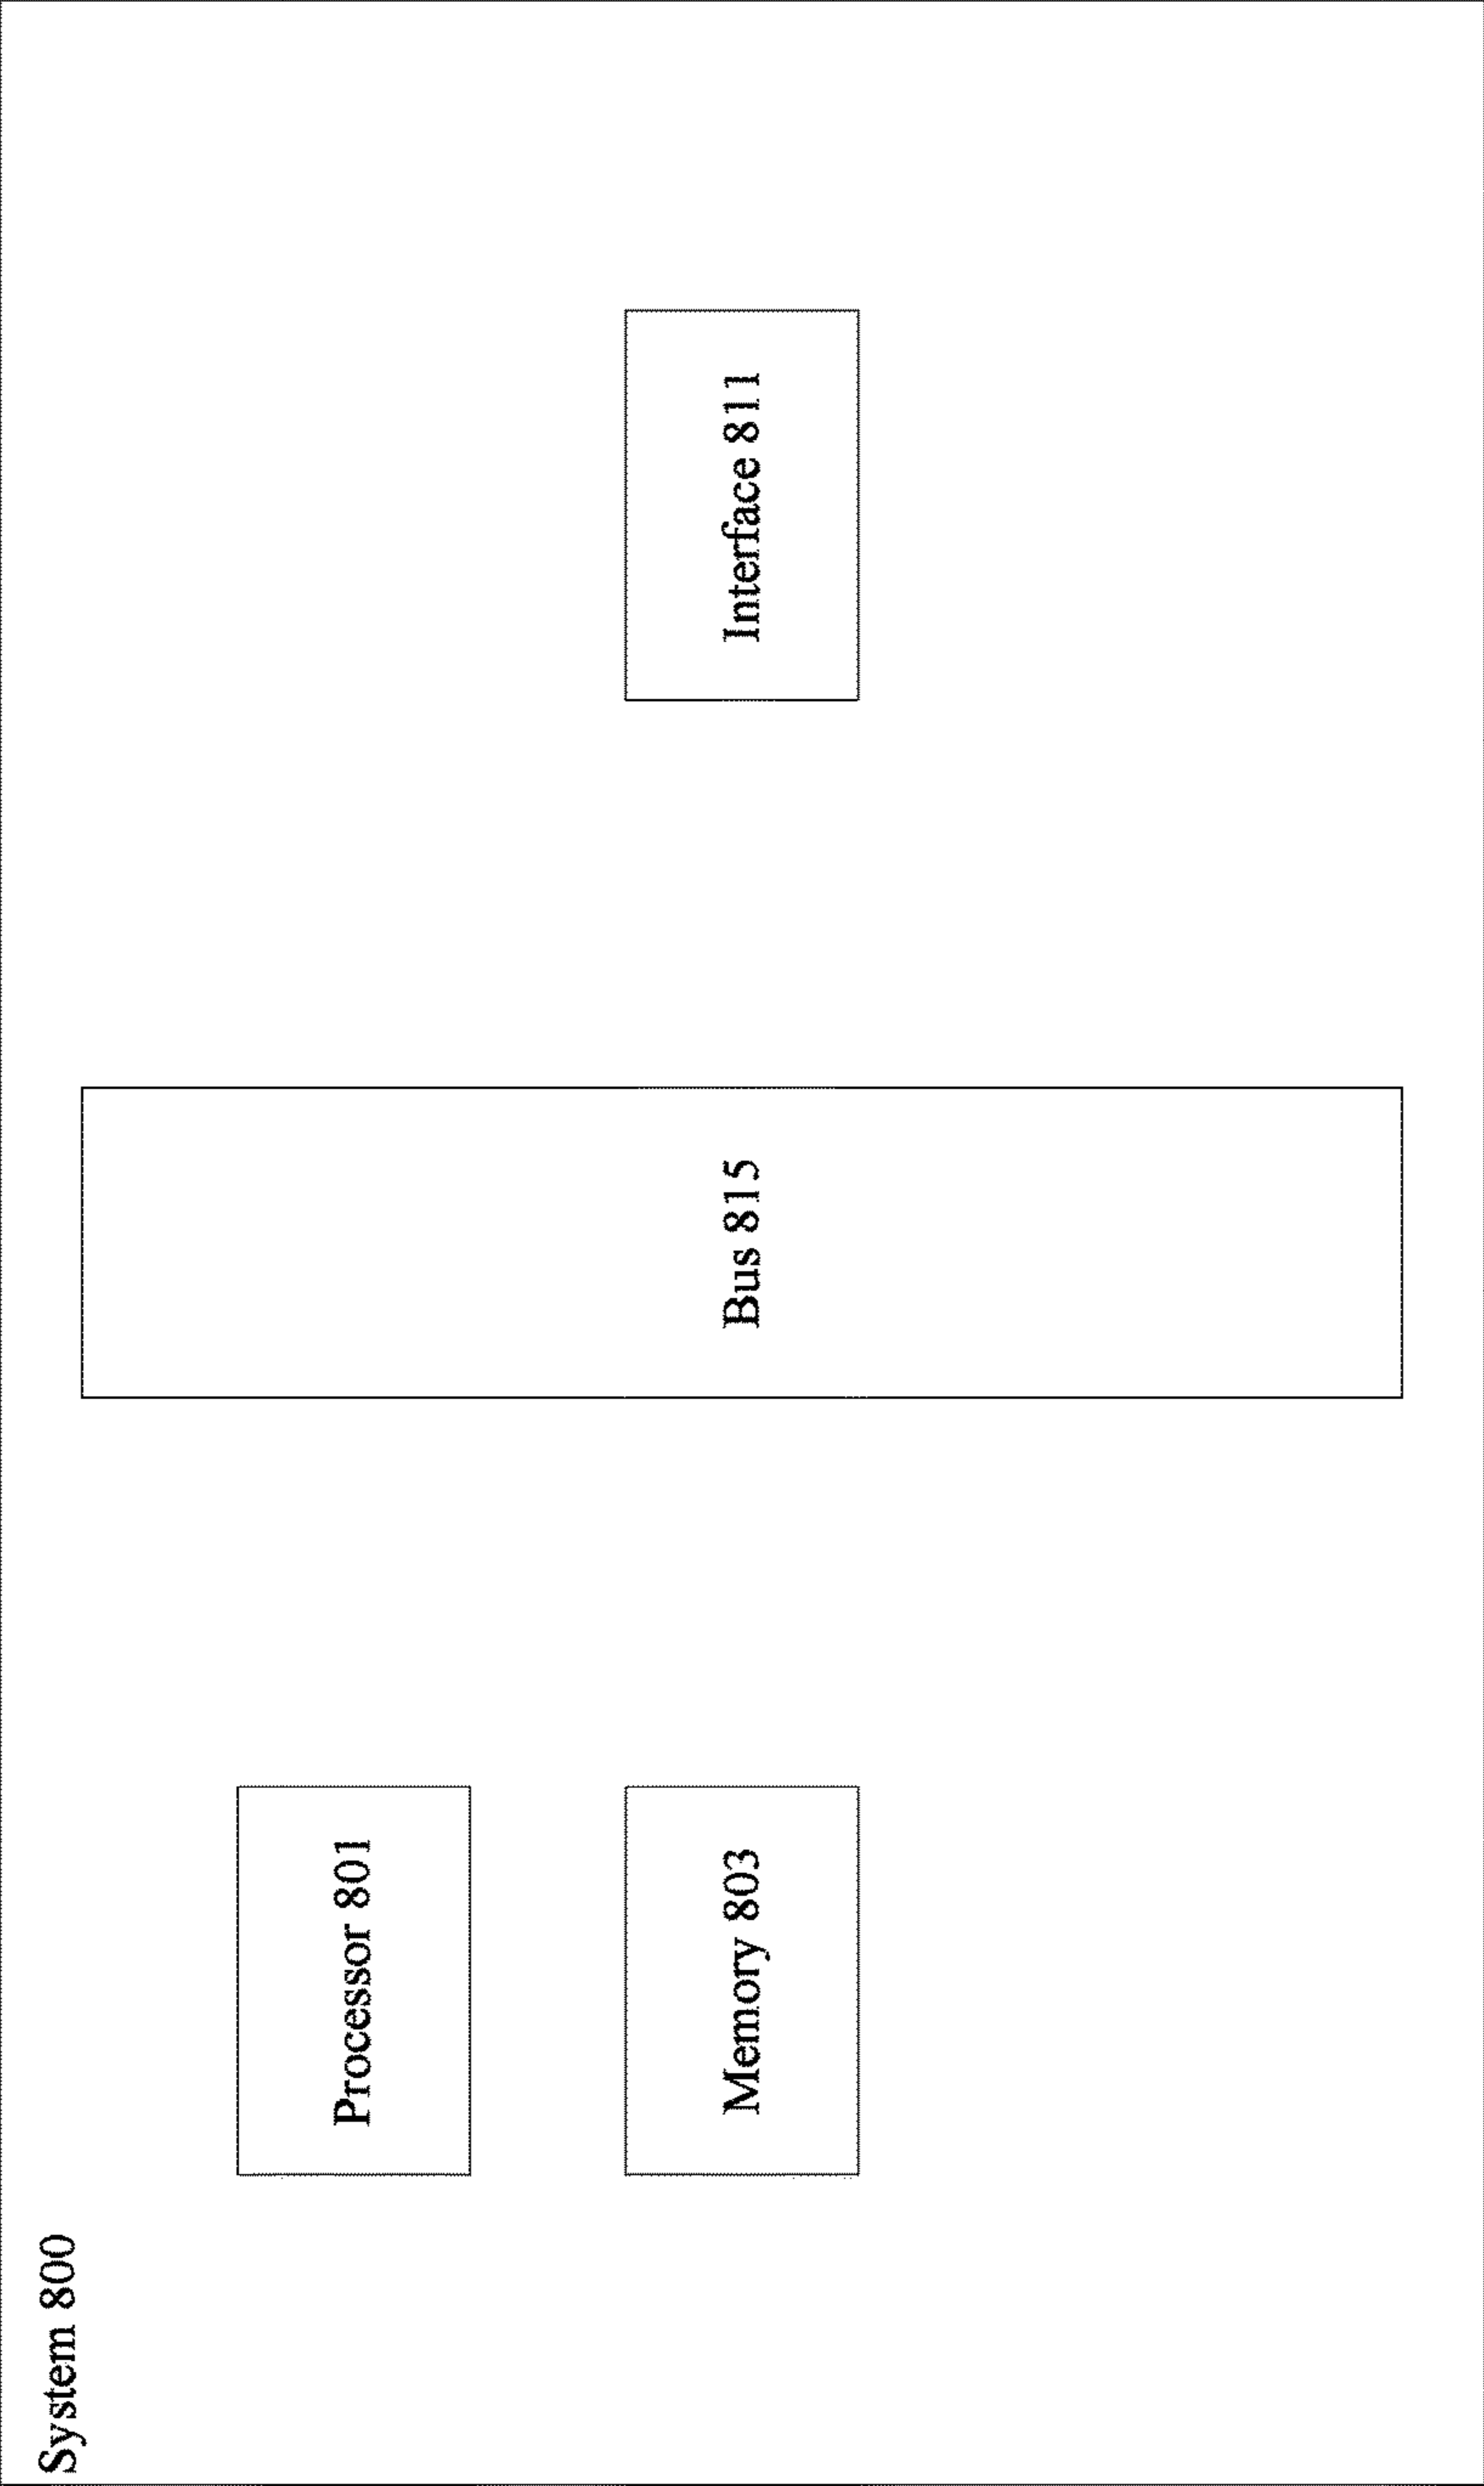 System 800
Processor 801
Memory 803
Bus 815
Interface 811